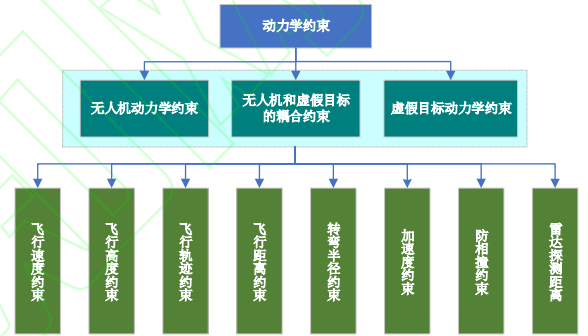 动力学约束
无人机动力学约束
无人机和虚假目标
的耦合约束
虚假目标动力学约束
飞行速度约束
飞行高度约束
飞行轨迹约束
飞行距离约束
转弯半径约束
加速度约束
防相撞约束
雷达探测距离